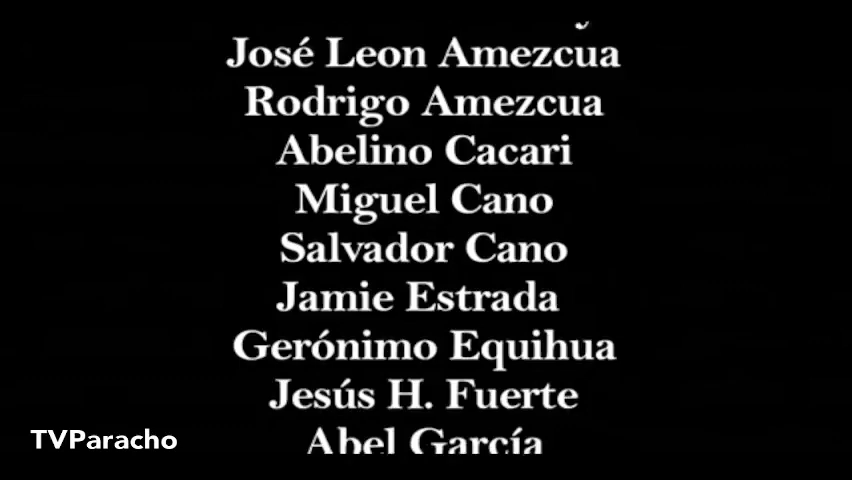 José Leon Amezcua
Rodrigo Amezcua
Abelino Cacari
Miguel Cano
Salvador Cano
Jamie Estrada
Gerónimo Equihua
Jesús H. Fuerte
Abel García
TVParacho